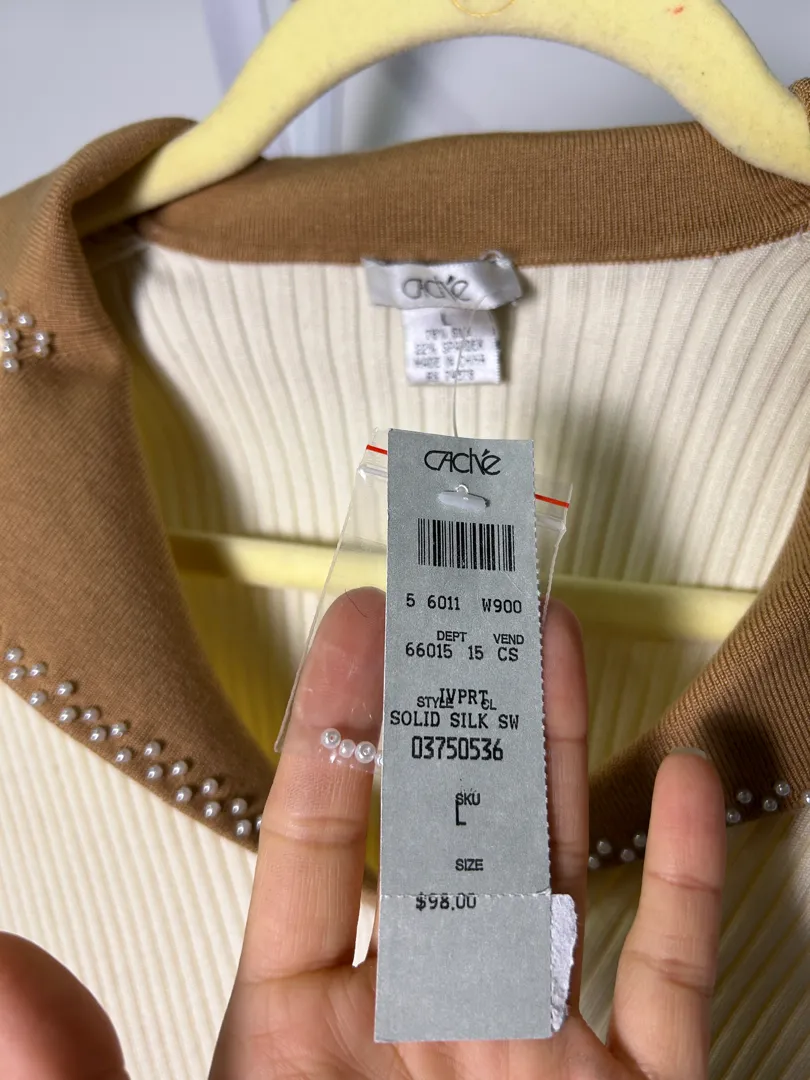 CACHé
L
78% SILK
22% SPANDEX
MADE IN CHINA
CACHé
5 6011 W900
DEPT VEND
66015 15 CS
IVPRT
STYLE CL
SOLID SILK SW
03750536
SKU
L
SIZE
$98.00